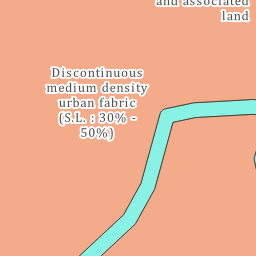 and associated
land
Discontinuous
medium density
urban fabric
(S.L. : 30% -
50%)